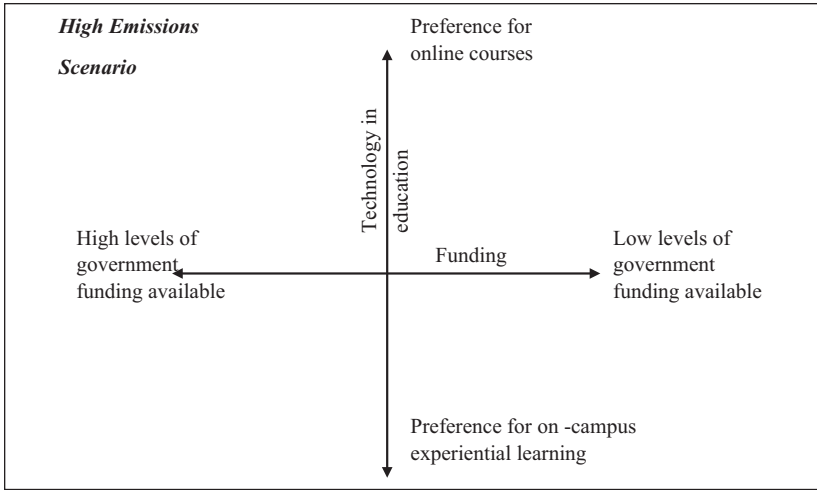 High Emissions
Scenario
Preference for
online courses
Technology in
education
High levels of
government
funding available
Funding
Low levels of
government
funding available
Preference for on -campus
experiential learning